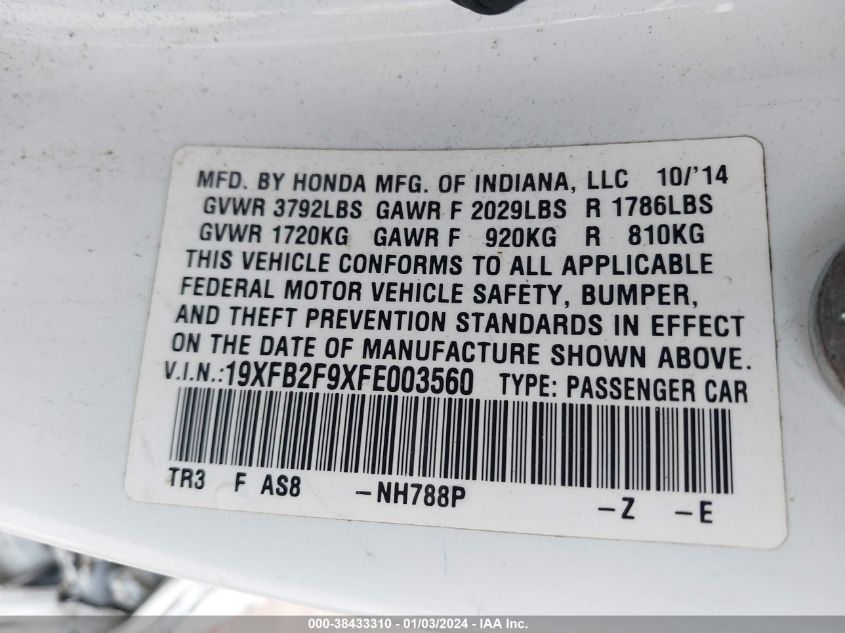 MFD. BY HONDA MFG. OF INDIANA, LLC 10/'14
GVWR 3792LBS GAWR F 2029LBS R 1786LBS
GVWR 1720KG GAWR F 920KG R 810KG
THIS VEHICLE CONFORMS TO ALL APPLICABLE
FEDERAL MOTOR VEHICLE SAFETY, BUMPER,
AND THEFT PREVENTION STANDARDS IN EFFECT
ON THE DATE OF MANUFACTURE SHOWN ABOVE.
V.I.N.:19XFB2F9XFE003560 TYPE: PASSENGER CAR
TR3 F AS8 -NH788P -Z -E
000-38433310 - 01/03/2024 - IAA Inc.